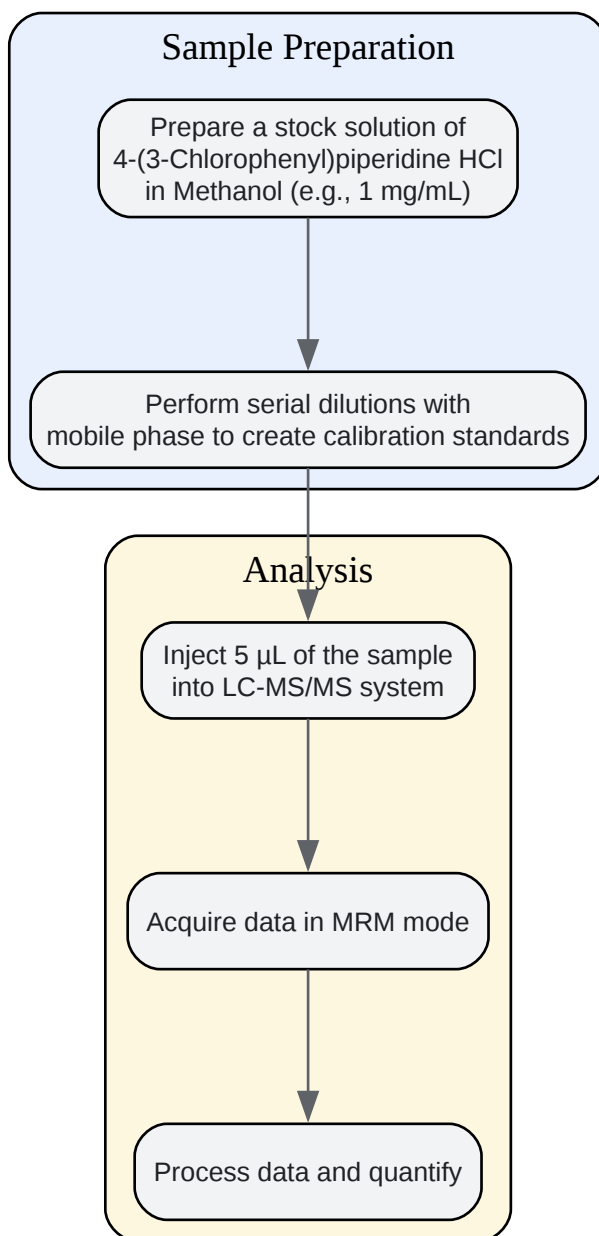 Sample Preparation
Prepare a stock solution of
4-(3-Chlorophenyl)piperidine HCl
in Methanol (e.g., 1 mg/mL)
Perform serial dilutions with
mobile phase to create calibration standards
Analysis
Inject 5 µL of the sample
into LC-MS/MS system
Acquire data in MRM mode
Process data and quantify